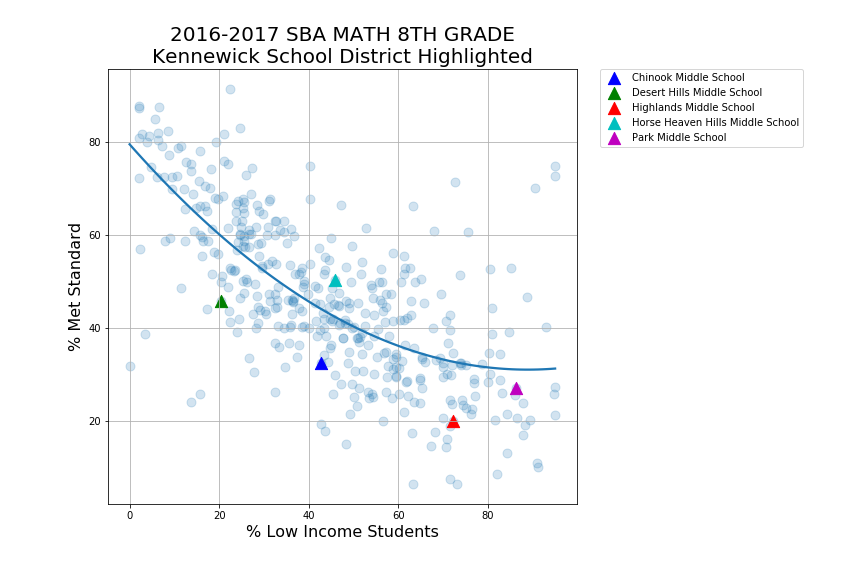 2016-2017 SBA MATH 8TH GRADE
Kennewick School District Highlighted
Chinook Middle School
Desert Hills Middle School
Highlands Middle School
Horse Heaven Hills Middle School
Park Middle School
% Met Standard
80
60
40
20
0 20 40 60 80
% Low Income Students